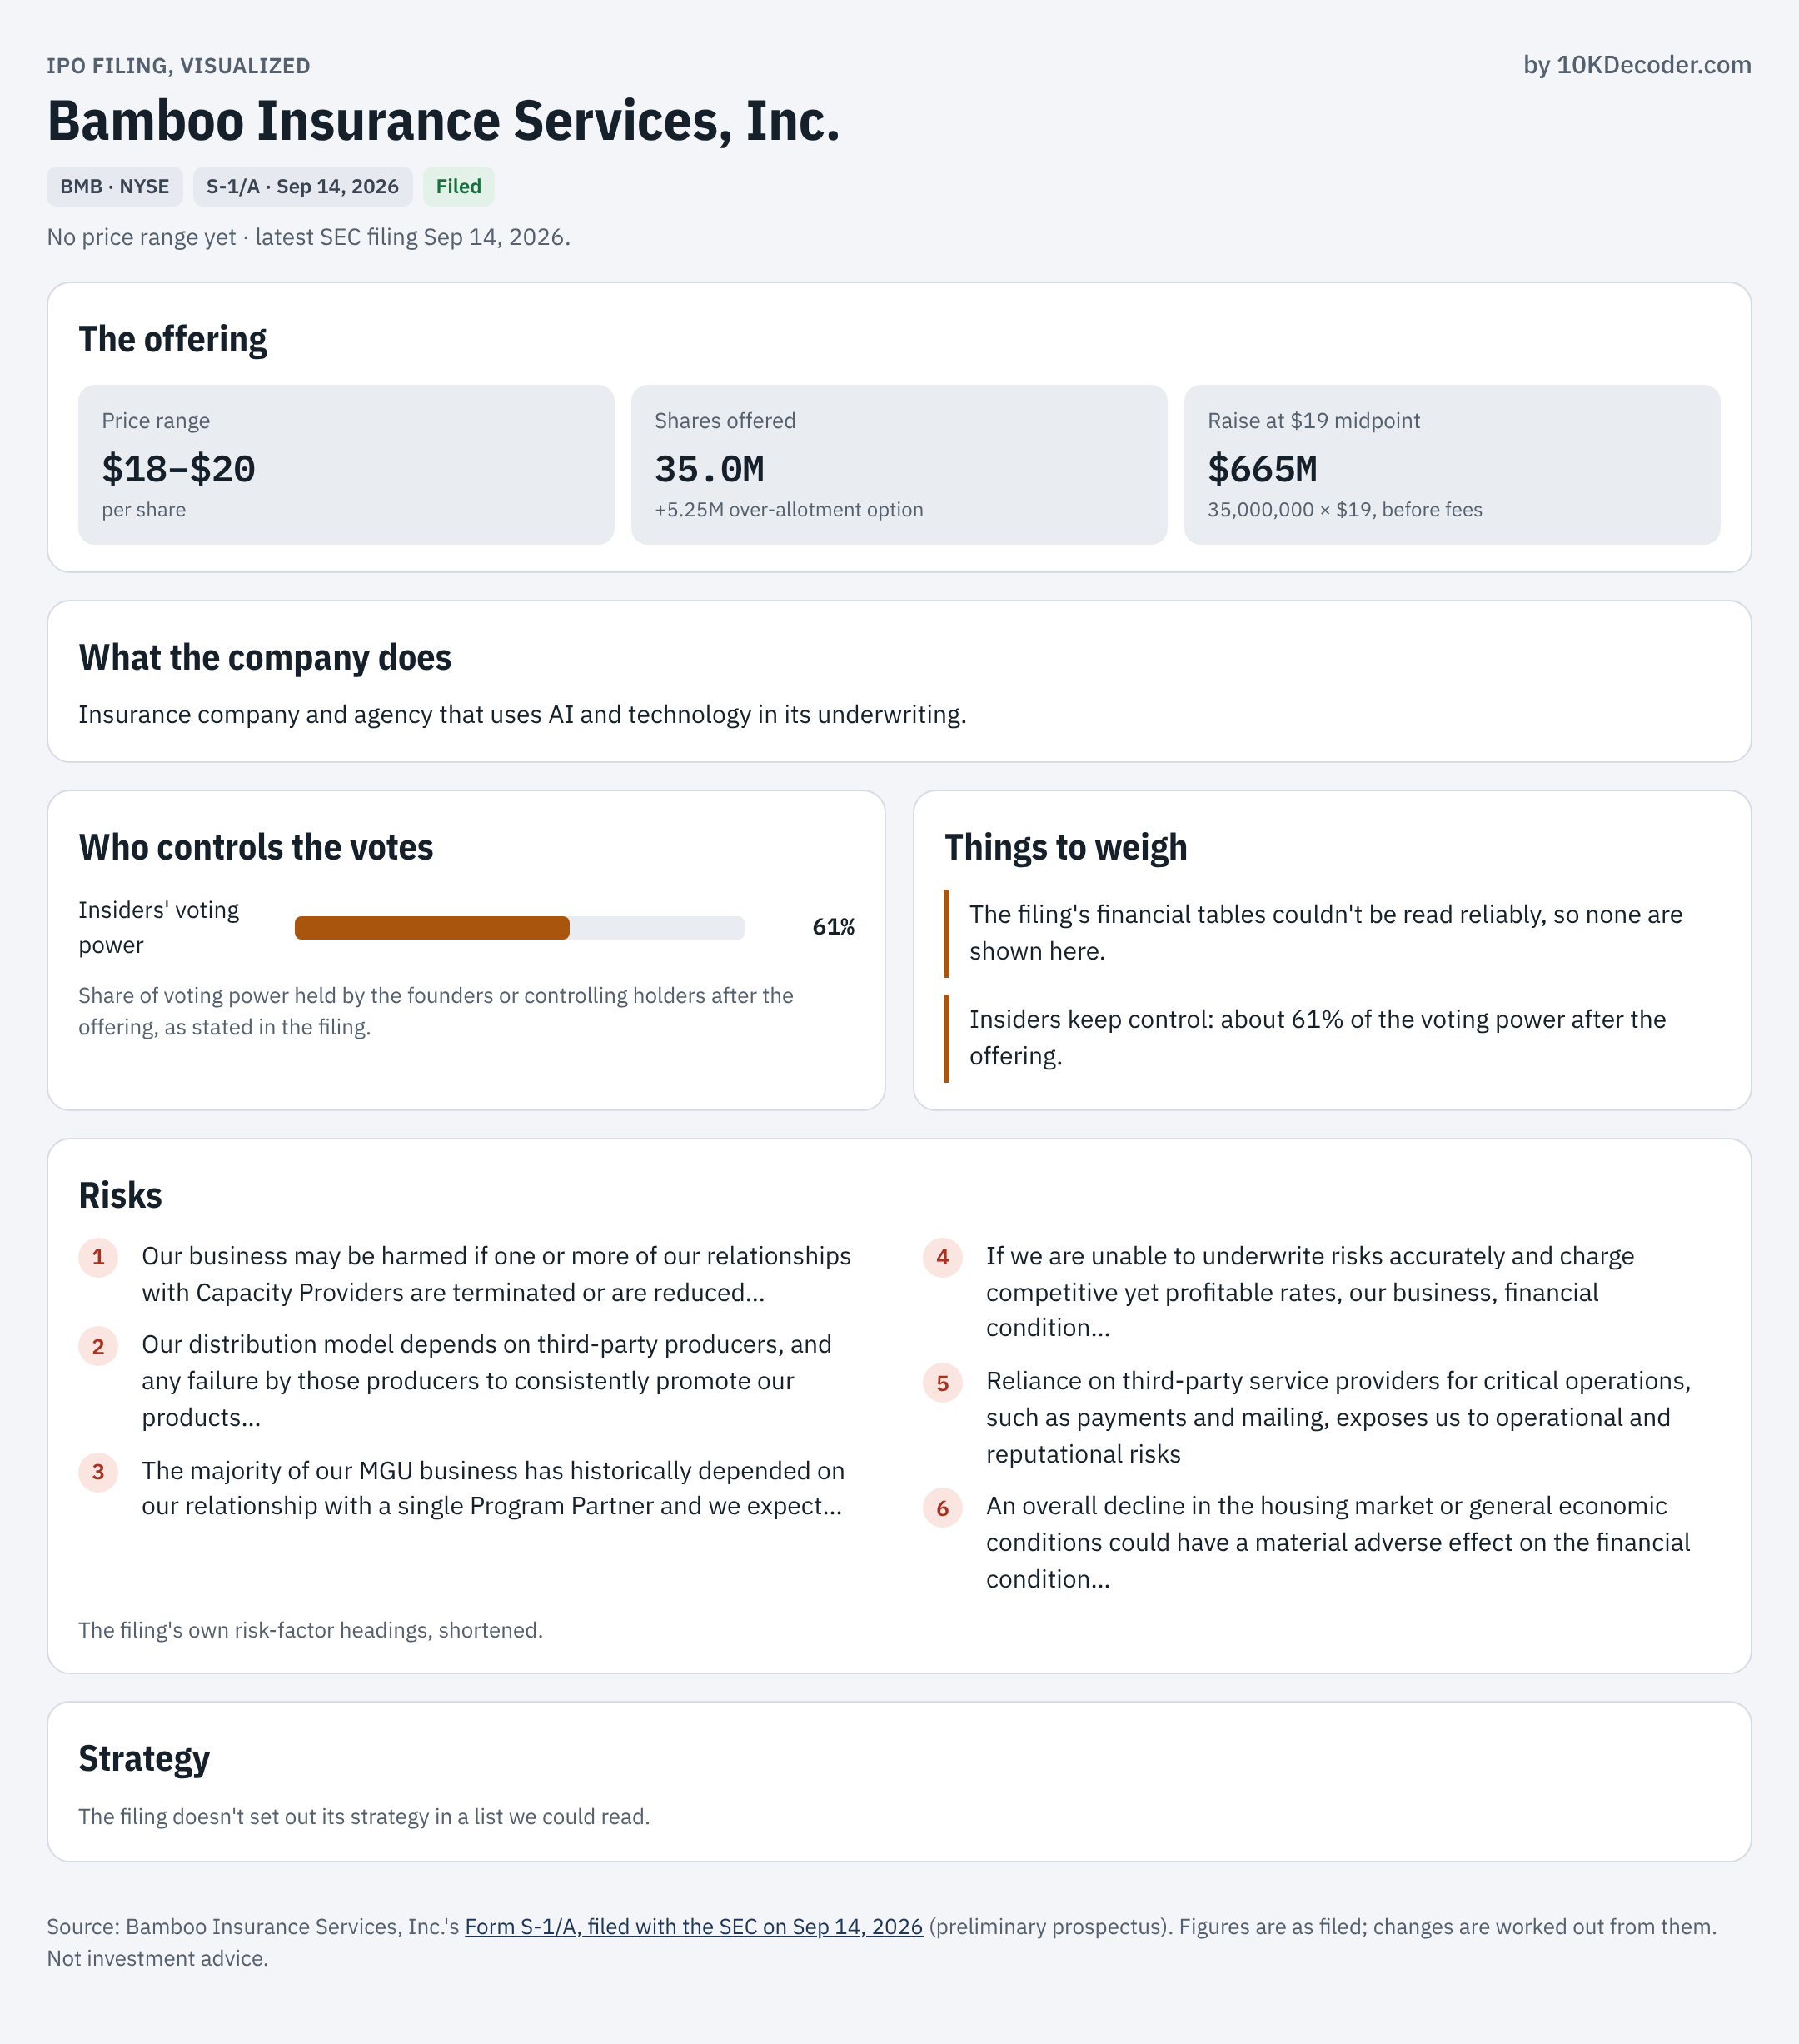 IPO FILING, VISUALIZED
by 10KDecoder.com
Bamboo Insurance Services, Inc.
BMB · NYSE
S-1/A · Sep 14, 2026
Filed
No price range yet · latest SEC filing Sep 14, 2026.
The offering
Price range
$18–$20
per share
Shares offered
35.0M
+5.25M over-allotment option
Raise at $19 midpoint
$665M
35,000,000 × $19, before fees
What the company does
Insurance company and agency that uses AI and technology in its underwriting.
Who controls the votes
Insiders' voting
power
61%
Share of voting power held by the founders or controlling holders after the
offering, as stated in the filing.
Things to weigh
The filing's financial tables couldn't be read reliably, so none are
shown here.
Insiders keep control: about 61% of the voting power after the
offering.
Risks
1
Our business may be harmed if one or more of our relationships
with Capacity Providers are terminated or are reduced…
2
Our distribution model depends on third-party producers, and
any failure by those producers to consistently promote our
products…
3
The majority of our MGU business has historically depended on
our relationship with a single Program Partner and we expect…
4
If we are unable to underwrite risks accurately and charge
competitive yet profitable rates, our business, financial
condition…
5
Reliance on third-party service providers for critical operations,
such as payments and mailing, exposes us to operational and
reputational risks
6
An overall decline in the housing market or general economic
conditions could have a material adverse effect on the financial
condition…
The filing's own risk-factor headings, shortened.
Strategy
The filing doesn't set out its strategy in a list we could read.
Source: Bamboo Insurance Services, Inc.'s Form S-1/A, filed with the SEC on Sep 14, 2026 (preliminary prospectus). Figures are as filed; changes are worked out from them.
Not investment advice.